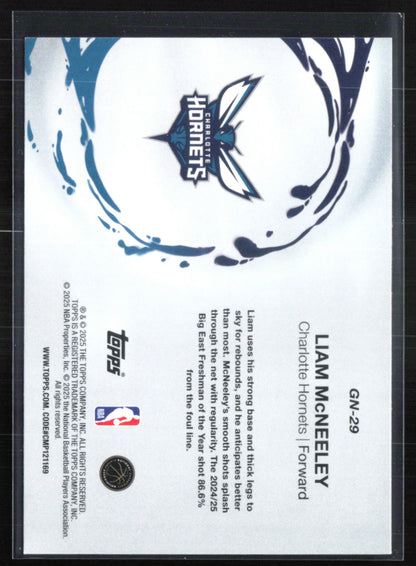 CHARLOTTE
HORNETS
GN-29
LIAM McNEELEY
Charlotte Hornets | Forward
Liam uses his strong base and thick legs to
sky for rebounds, and he anticipates better
than most. McNeeley's smooth shots splash
through the net with regularity. The 2024/25
Big East Freshman of the Year shot 86.6%
from the foul line.
topps®
NBA
® & © 2025 THE TOPPS COMPANY, INC. ALL RIGHTS RESERVED.
TOPPS IS A REGISTERED TRADEMARK OF THE TOPPS COMPANY, INC.
© 2025 NBA Properties, Inc. © 2025 the National Basketball Players Association.
All rights reserved.
WWW.TOPPS.COM. CODE#CMP121169